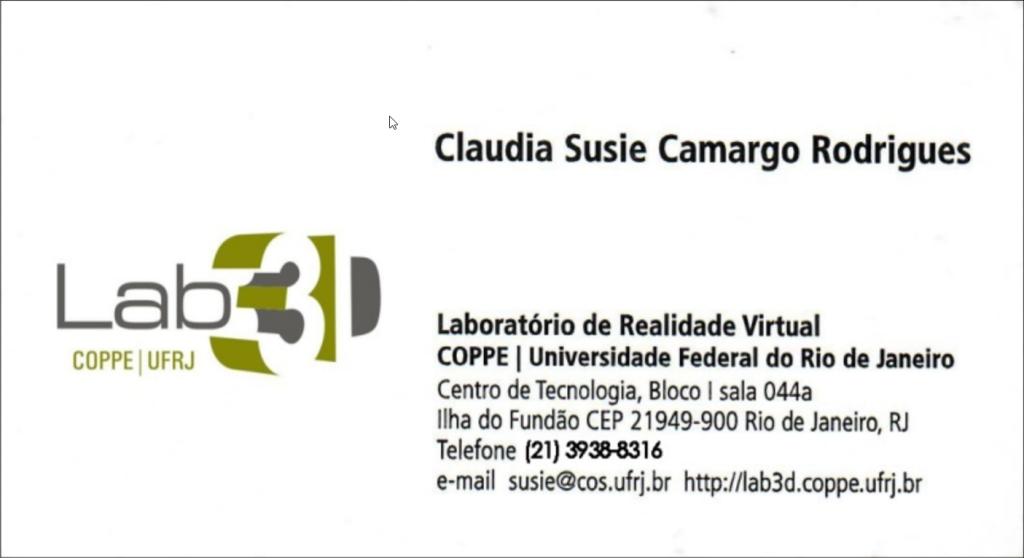 Claudia Susie Camargo Rodrigues
Lab3D
COPPE | UFRJ
Laboratório de Realidade Virtual
COPPE | Universidade Federal do Rio de Janeiro
Centro de Tecnologia, Bloco I sala 044a
Ilha do Fundão CEP 21949-900 Rio de Janeiro, RJ
Telefone (21) 3938-8316
e-mail susie@cos.ufrj.br http://lab3d.coppe.ufrj.br